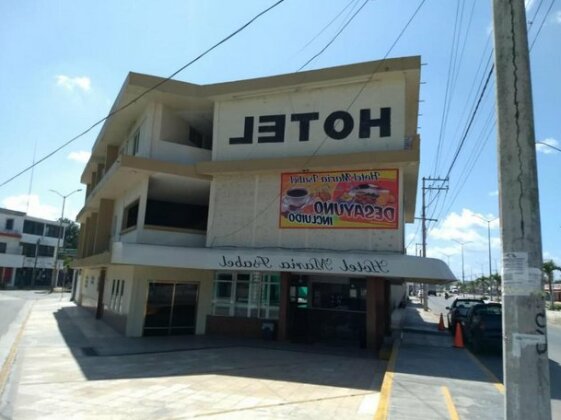 HOTEL
Hotel Maria Isabel
DESAYUNO
INCLUIDO
Hotel Maria Isabel